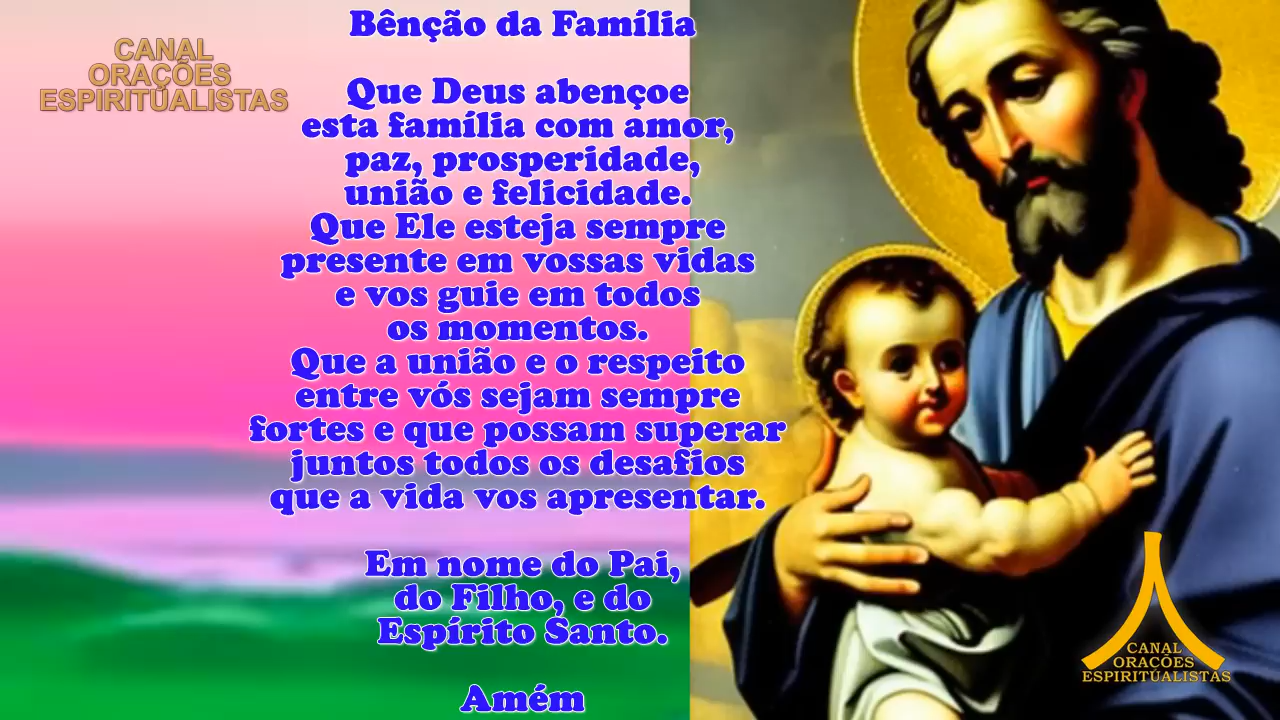 Bênção da Família
CANAL
ORAÇÕES
ESPIRITUALISTAS
Que Deus abençoe
esta família com amor,
paz, prosperidade,
união e felicidade.
Que Ele esteja sempre
presente em vossas vidas
e vos guie em todos
os momentos.
Que a união e o respeito
entre vós sejam sempre
fortes e que possam superar
juntos todos os desafios
que a vida vos apresentar.
Em nome do Pai,
do Filho, e do
Espírito Santo.
Amém
CANAL
ORAÇÕES
ESPIRITUALISTAS